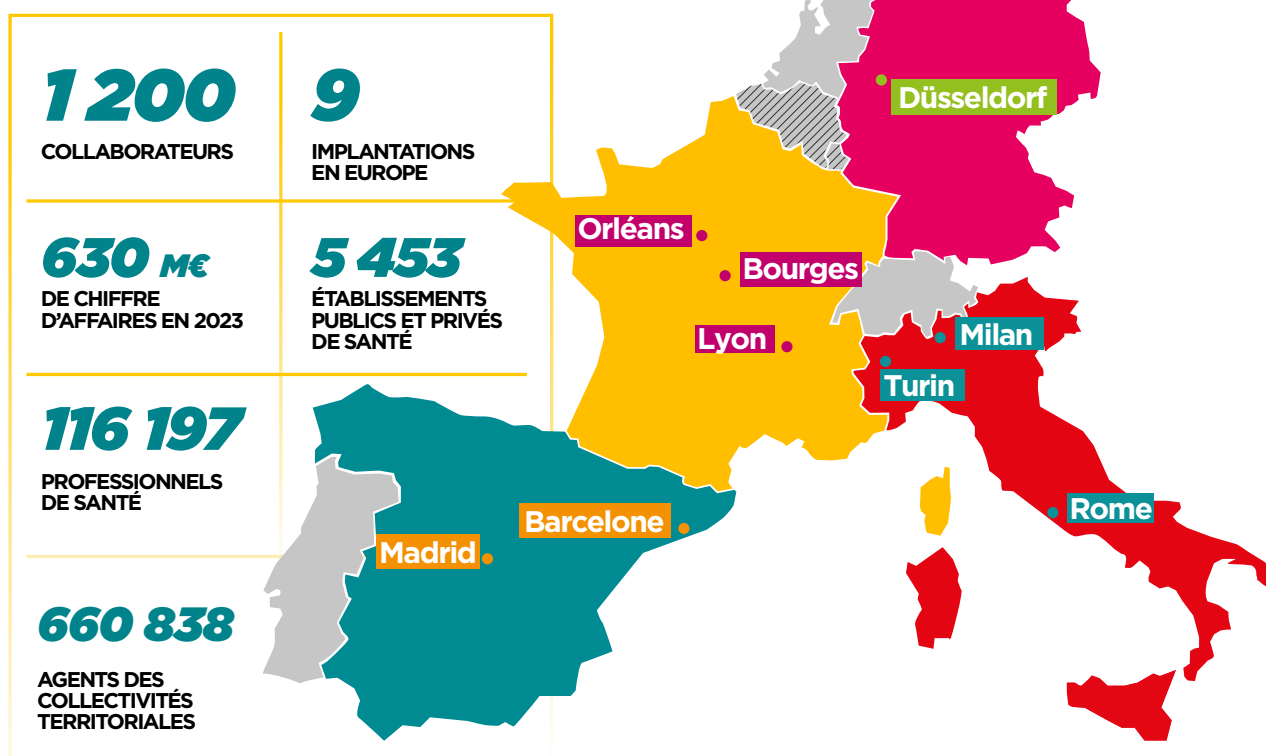 1 200
COLLABORATEURS
9
IMPLANTATIONS
EN EUROPE
630 M€
DE CHIFFRE
D'AFFAIRES EN 2023
5 453
ÉTABLISSEMENTS
PUBLICS ET PRIVÉS
DE SANTÉ
116 197
PROFESSIONNELS
DE SANTÉ
660 838
AGENTS DES
COLLECTIVITÉS
TERRITORIALES
Düsseldorf
Orléans
Bourges
Lyon
Milan
Turin
Rome
Barcelone
Madrid